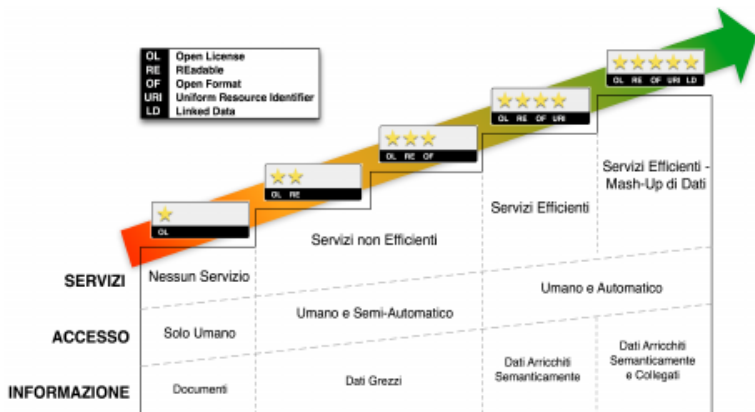 OL Open License
RE REadable
OF Open Format
URI Uniform Resource Identifier
LD Linked Data
OL RE OF URI LD
OL RE OF URI
OL RE OF
OL RE
OL
Servizi Efficienti -
Mash-Up di Dati
Servizi Efficienti
Servizi non Efficienti
SERVIZI
Nessun Servizio
Umano e Automatico
Umano e Semi-Automatico
ACCESSO
Solo Umano
Dati Arricchiti
Semanticamente
e Collegati
Dati Arricchiti
Semanticamente
Dati Grezzi
INFORMAZIONE
Documenti